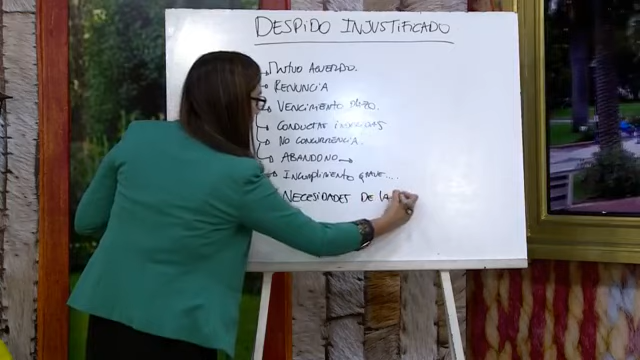 DESPIDO INJUSTIFICADO
MUTUO ACUERDO.
RENUNCIA
VENCIMIENTO PLAZO.
CONDUCTAS INDEBIDAS
NO CONCURRENCIA.
ABANDONO
INCUMPLIMIENTO GRAVE....
NECESIDADES DE LA